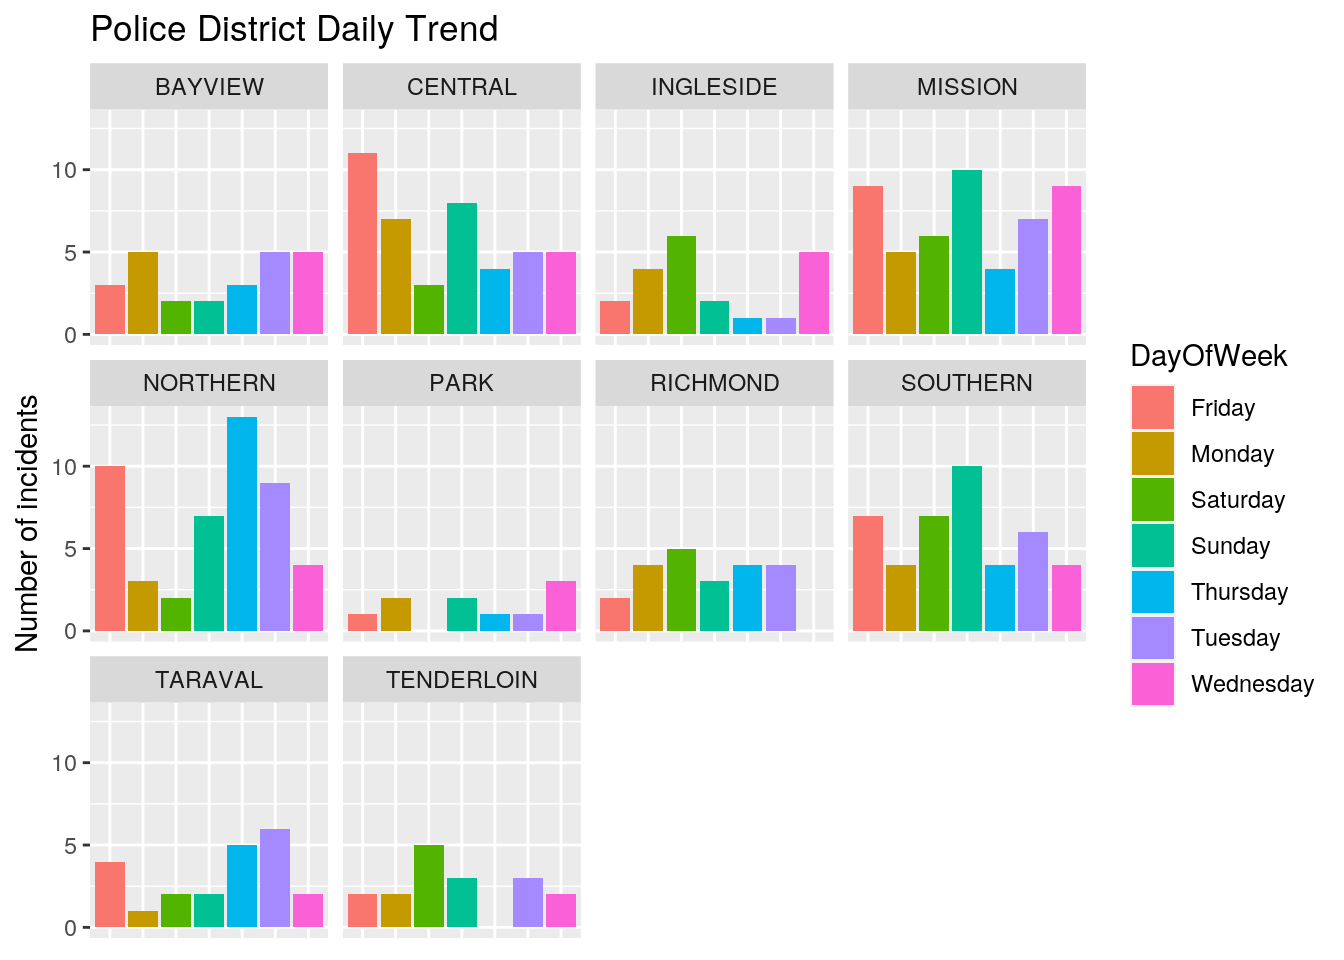 Police District Daily Trend
BAYVIEW
CENTRAL
INGLESIDE
MISSION
10
5
0
NORTHERN
PARK
RICHMOND
SOUTHERN
10
5
0
TARAVAL
TENDERLOIN
10
5
0
Number of incidents
DayOfWeek
Friday
Monday
Saturday
Sunday
Thursday
Tuesday
Wednesday